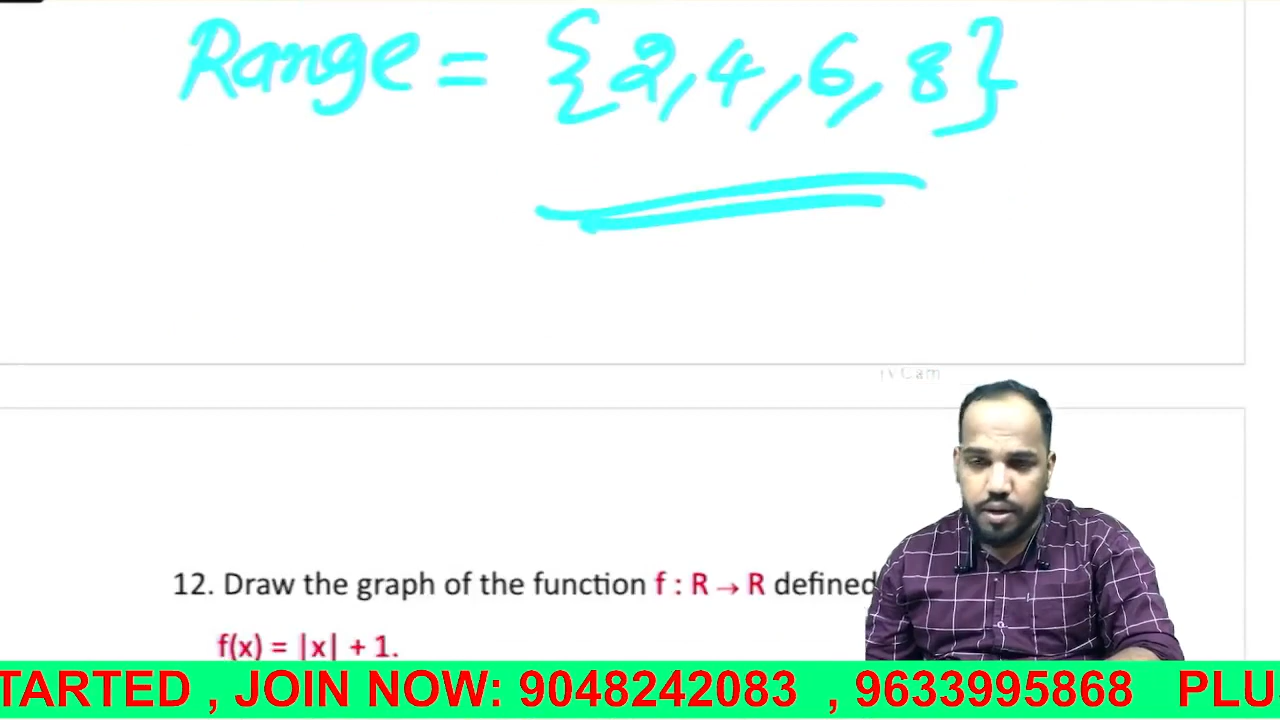 Range = {2,4,6,8}
iVCam
12. Draw the graph of the function f : R → R defined
f(x) = |x| + 1.
TARTED , JOIN NOW: 9048242083 , 9633995868 PLU